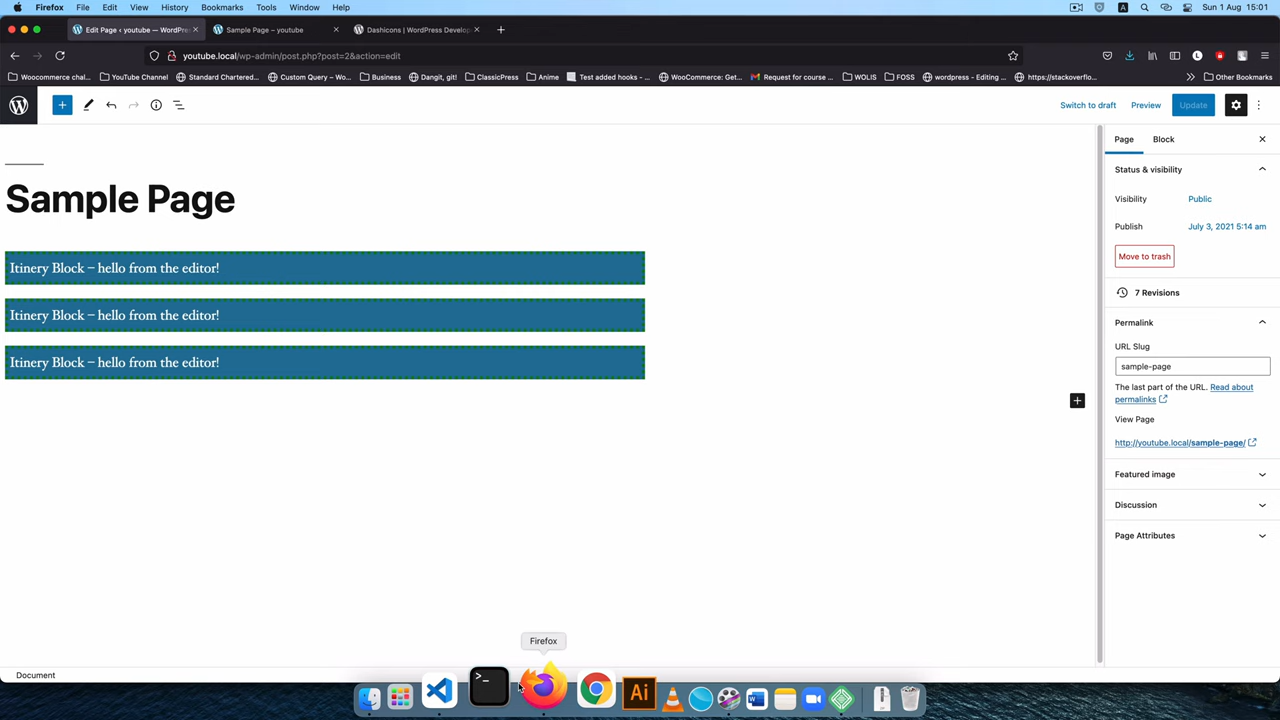 Firefox File Edit View History Bookmarks Tools Window Help
A
Sun 1 Aug 15:01
Edit Page ‹ youtube — WordPre
Sample Page – youtube
Dashicons | WordPress Develop
youtube.local/wp-admin/post.php?post=2&action=edit
Woocommerce chal... YouTube Channel Standard Chartered... Custom Query – Wo... Business Dangit, git! ClassicPress Anime Test added hooks - ... WooCommerce: Get... Request for course ... WOLIS FOSS wordpress - Editing ... https://stackoverflo... Other Bookmarks
Switch to draft Preview Update
Page Block
Status & visibility
Sample Page
Visibility Public
Publish July 3, 2021 5:14 am
Move to trash
Itinery Block – hello from the editor!
Itinery Block – hello from the editor!
Itinery Block – hello from the editor!
7 Revisions
Permalink
URL Slug
sample-page
The last part of the URL. Read about
permalinks
View Page
http://youtube.local/sample-page/
Featured image
Discussion
Page Attributes
Firefox
Document
>_
Ai
W